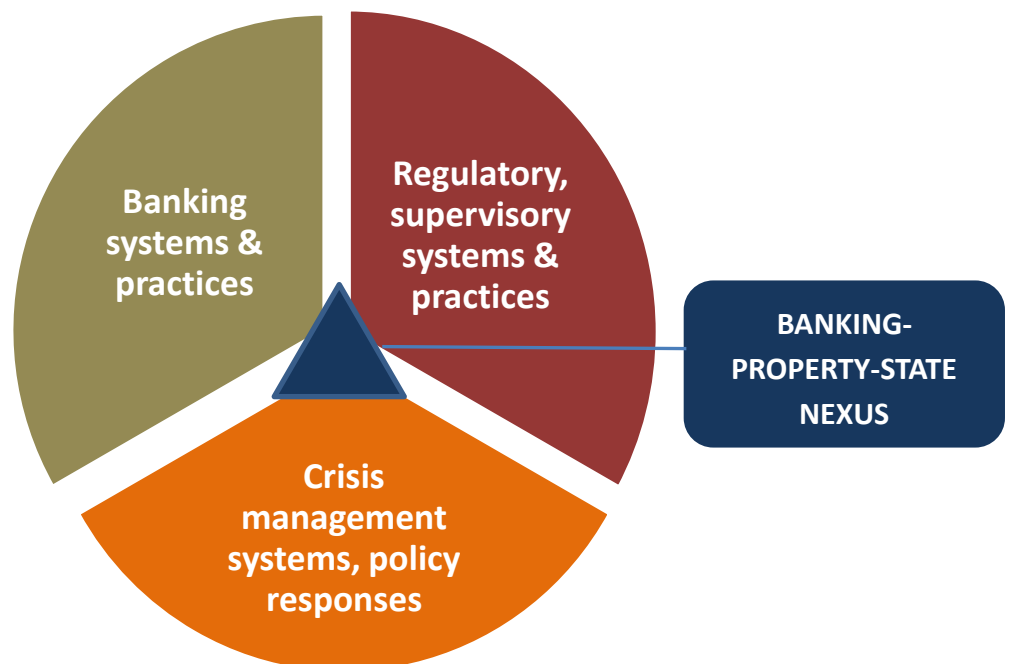 Banking
systems &
practices
Regulatory,
supervisory
systems &
practices
Crisis
management
systems, policy
responses
BANKING-
PROPERTY-STATE
NEXUS